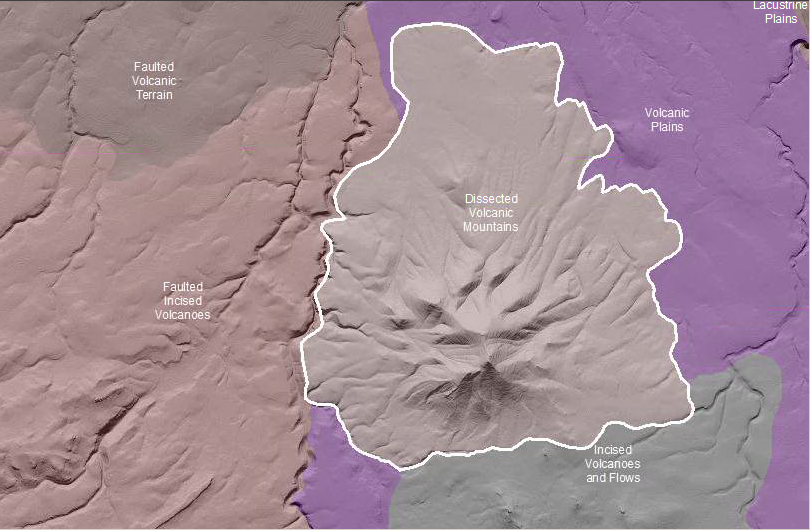 Lacustrine
Plains
Faulted
Volcanic
Terrain
Volcanic
Plains
Dissected
Volcanic
Mountains
Faulted
Incised
Volcanoes
Incised
Volcanoes
and Flows